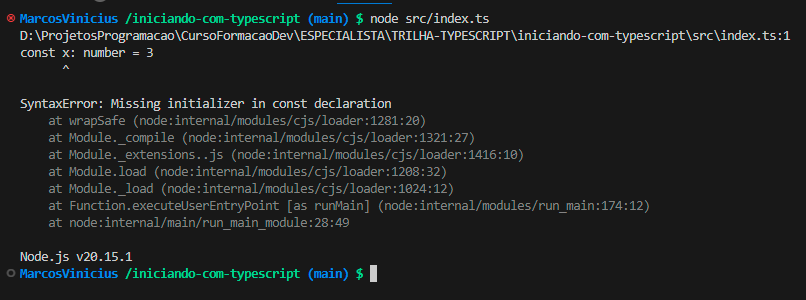 MarcosVinicius /iniciando-com-typescript (main) $ node src/index.ts
D:\ProjetosProgramacao\CursoFormacaoDev\ESPECIALISTA\TRILHA-TYPESCRIPT\iniciando-com-typescript\src\index.ts:1
const x: number = 3
^
SyntaxError: Missing initializer in const declaration
at wrapSafe (node:internal/modules/cjs/loader:1281:20)
at Module._compile (node:internal/modules/cjs/loader:1321:27)
at Module._extensions..js (node:internal/modules/cjs/loader:1416:10)
at Module.load (node:internal/modules/cjs/loader:1208:32)
at Module._load (node:internal/modules/cjs/loader:1024:12)
at Function.executeUserEntryPoint [as runMain] (node:internal/modules/run_main:174:12)
at node:internal/main/run_main_module:28:49
Node.js v20.15.1
MarcosVinicius /iniciando-com-typescript (main) $